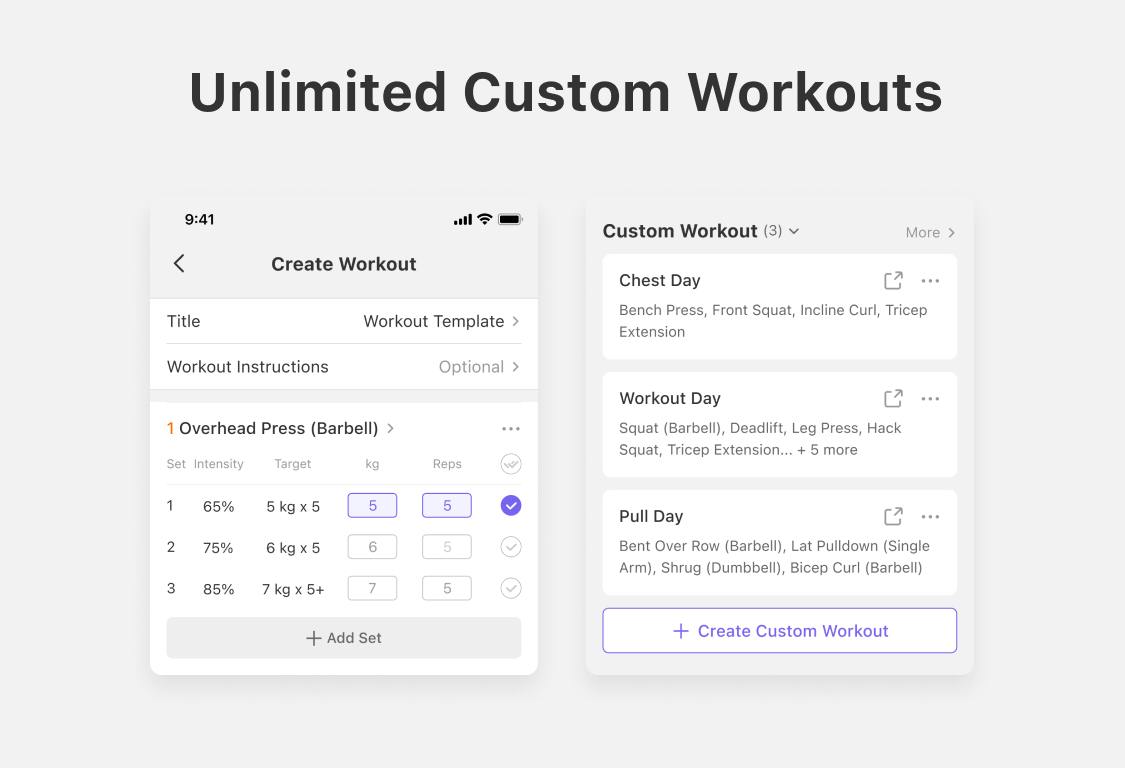 Unlimited Custom Workouts
9:41
Create Workout
Title Workout Template
Workout Instructions Optional
1 Overhead Press (Barbell)
Set Intensity Target kg Reps
1 65% 5 kg x 5 5 5
2 75% 6 kg x 5 6 5
3 85% 7 kg x 5+ 7 5
Add Set
Custom Workout (3) More
Chest Day
Bench Press, Front Squat, Incline Curl, Tricep
Extension
Workout Day
Squat (Barbell), Deadlift, Leg Press, Hack
Squat, Tricep Extension... + 5 more
Pull Day
Bent Over Row (Barbell), Lat Pulldown (Single
Arm), Shrug (Dumbbell), Bicep Curl (Barbell)
Create Custom Workout